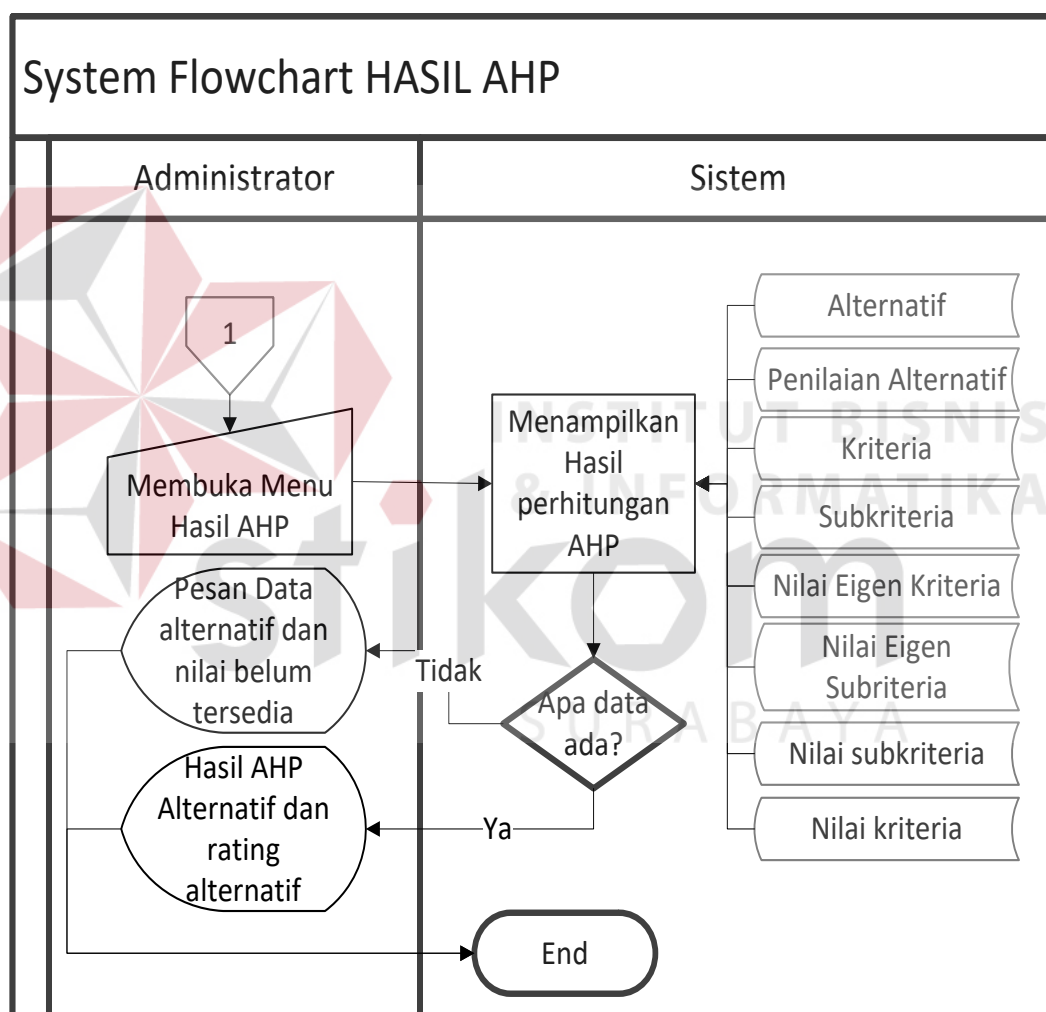 System Flowchart HASIL AHP
Administrator
Sistem
1
Membuka Menu
Hasil AHP
Menampilkan
Hasil
perhitungan
AHP
Alternatif
Penilaian Alternatif
Kriteria
Subkriteria
Nilai Eigen Kriteria
Nilai Eigen
Subriteria
Nilai subkriteria
Nilai kriteria
Pesan Data
alternatif dan
nilai belum
tersedia
Tidak
Apa data
ada?
Hasil AHP
Alternatif dan
rating
alternatif
Ya
End
INSTITUT BISNIS
& INFORMATIKA
stikom
SURABAYA